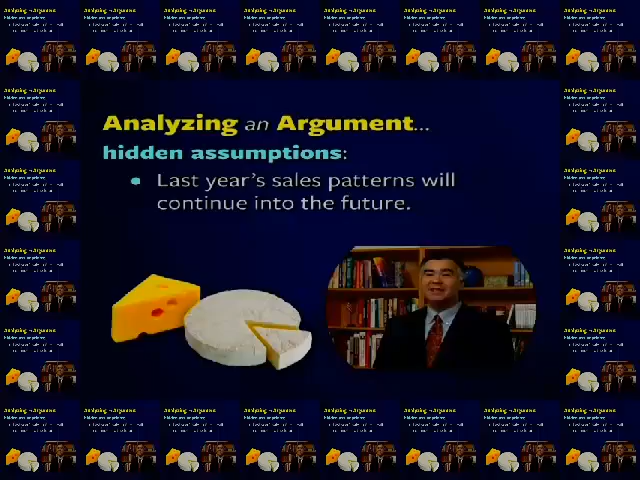 Analyzing an Argument...
hidden assumptions:
• Last year's sales patterns will
continue into the future.